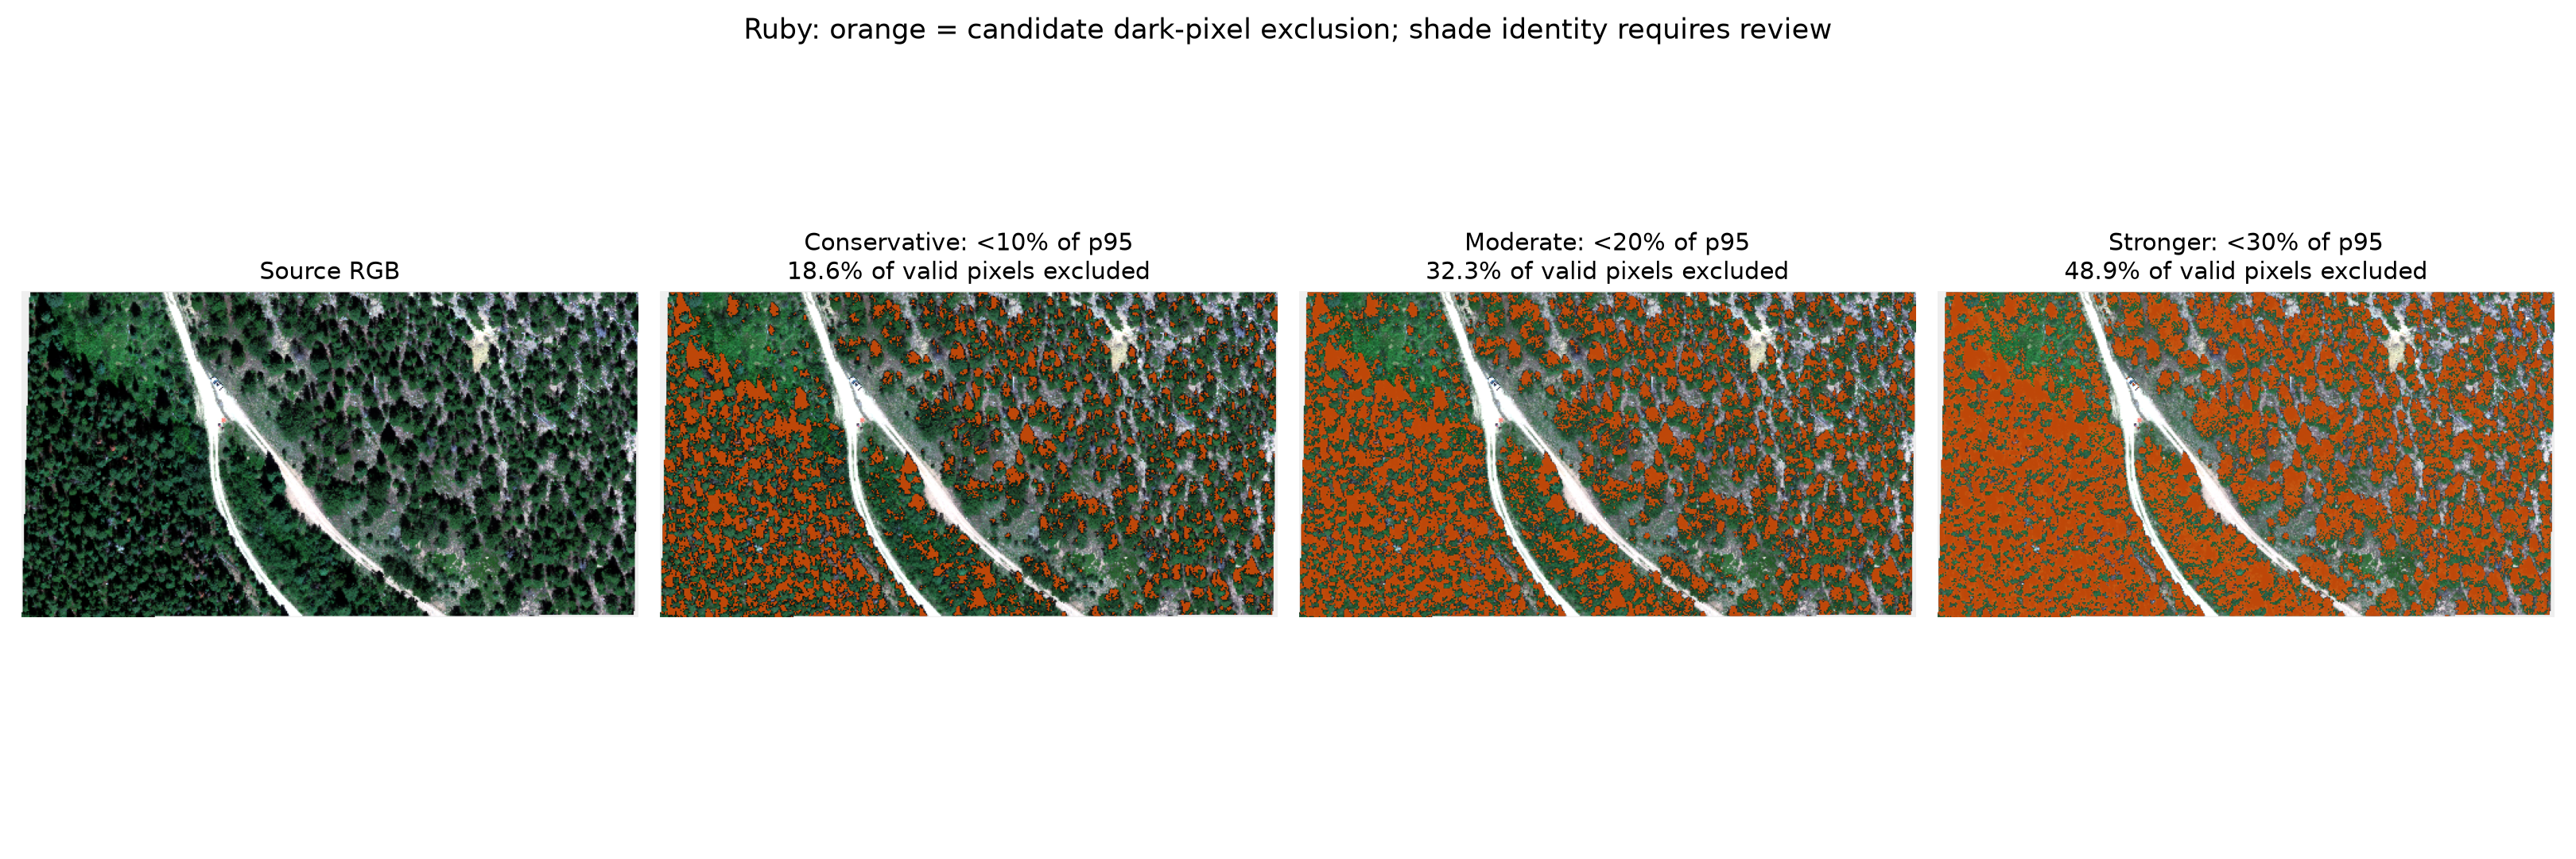 Ruby: orange = candidate dark-pixel exclusion; shade identity requires review
Source RGB
Conservative: <10% of p95
18.6% of valid pixels excluded
Moderate: <20% of p95
32.3% of valid pixels excluded
Stronger: <30% of p95
48.9% of valid pixels excluded